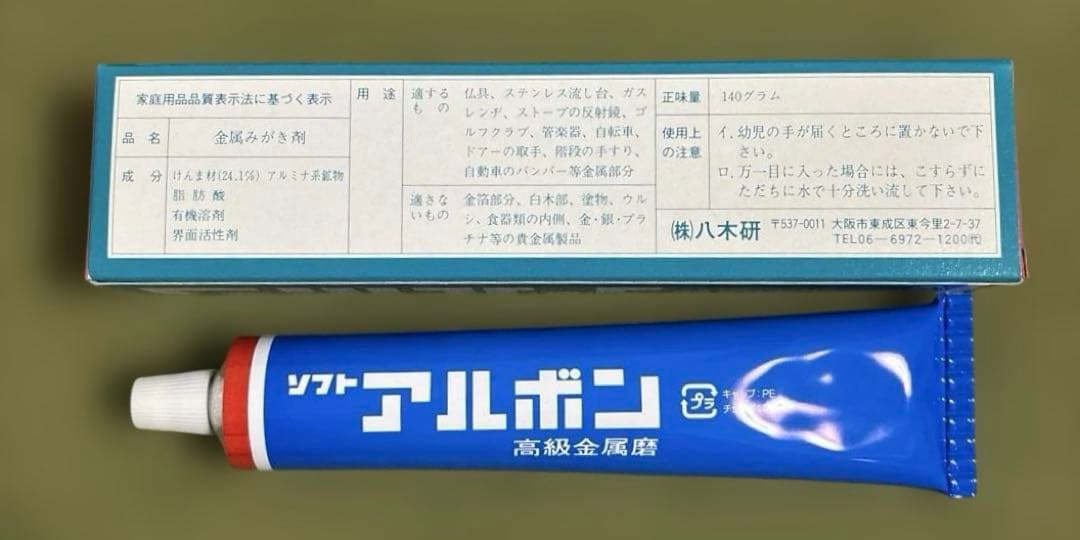 家庭用品品質表示法に基づく表示
品 名 金属みがき剤
成 分 けんま材(24.1%) アルミナ系鉱物
脂 肪 酸
有機溶剤
界面活性剤
用 途
適する
もの
仏具、ステンレス流し台、ガス
レンヂ、ストーブの反射鏡、ゴ
ルフクラブ、管楽器、自転車、
ドアーの取手、階段の手すり、
自動車のバンパー等金属部分
適さな
いもの
金箔部分、白木部、塗物、ウル
シ、食器類の内側、金・銀・プラ
チナ等の貴金属製品
正味量 140グラム
使用上
の注意
イ.幼児の手が届くところに置かないで下
さい。
ロ.万一目に入った場合には、こすらずに
ただちに水で十分洗い流して下さい。
(株)八木研 〒537-0011 大阪市東成区東今里2-7-37
TEL06-6972-1200㈹
ソフト
アルボン
高級金属磨
プラ
キャップ:PE